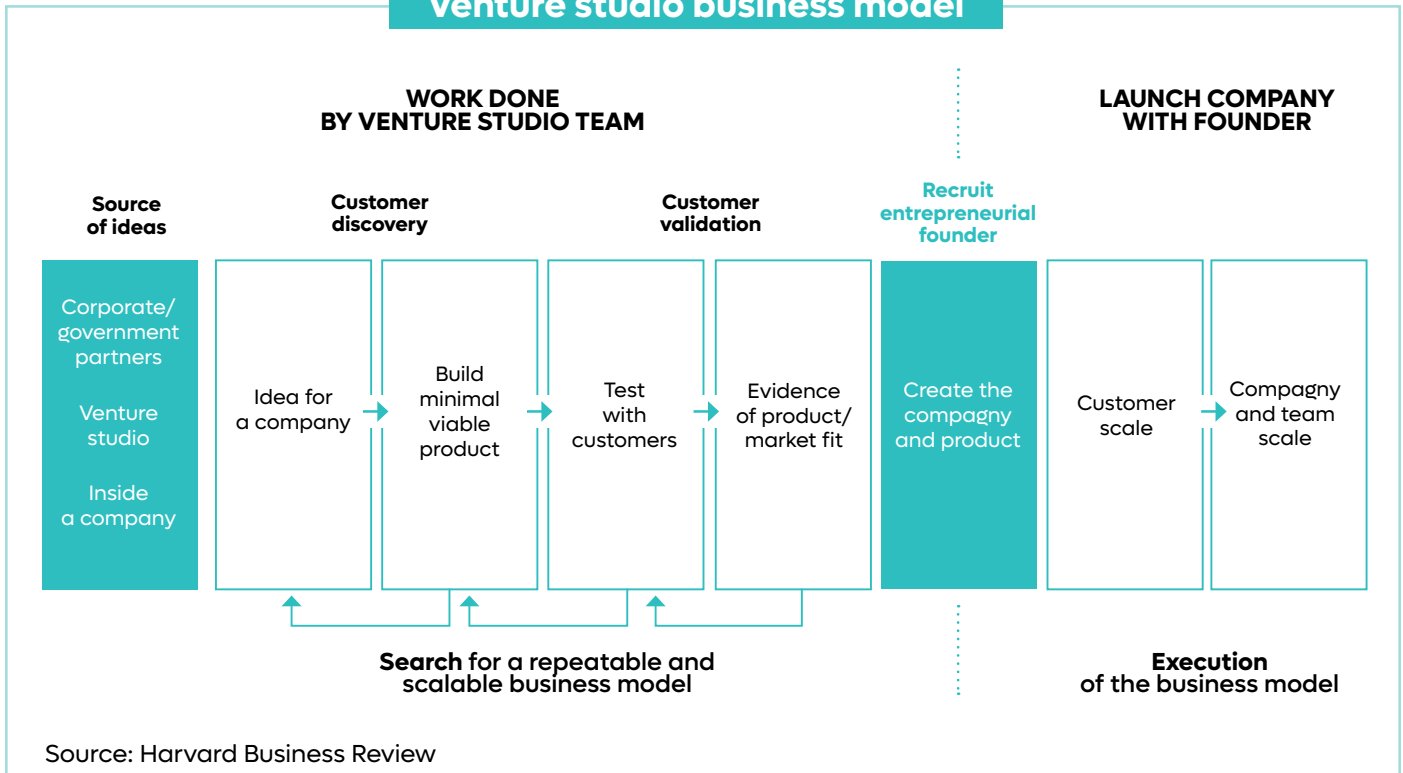 Venture studio business model
WORK DONE
BY VENTURE STUDIO TEAM
LAUNCH COMPANY
WITH FOUNDER
Source
of ideas
Customer
discovery
Customer
validation
Recruit
entrepreneurial
founder
Corporate/
government
partners
Venture
studio
Inside
a company
Idea for
a company
Build
minimal
viable
product
Test
with
customers
Evidence
of product/
market fit
Create the
compagny
and product
Customer
scale
Compagny
and team
scale
Search for a repeatable and
scalable business model
Execution
of the business model
Source: Harvard Business Review